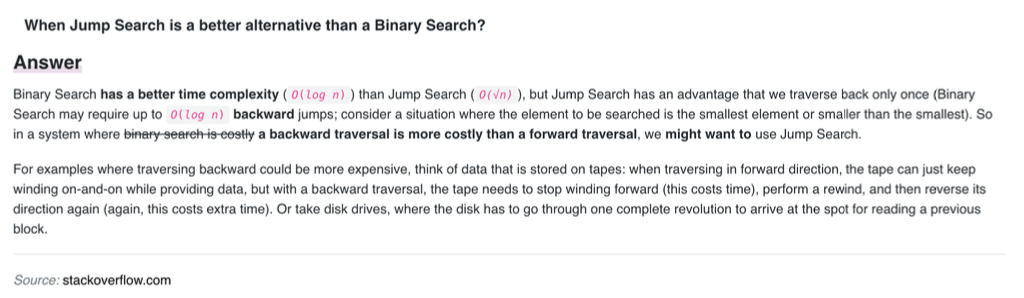 When Jump Search is a better alternative than a Binary Search?
Answer
Binary Search has a better time complexity ( O(log n) ) than Jump Search ( O(√n) ), but Jump Search has an advantage that we traverse back only once (Binary
Search may require up to O(log n) backward jumps; consider a situation where the element to be searched is the smallest element or smaller than the smallest). So
in a system where binary search is costly a backward traversal is more costly than a forward traversal, we might want to use Jump Search.
For examples where traversing backward could be more expensive, think of data that is stored on tapes: when traversing in forward direction, the tape can just keep
winding on-and-on while providing data, but with a backward traversal, the tape needs to stop winding forward (this costs time), perform a rewind, and then reverse its
direction again (again, this costs extra time). Or take disk drives, where the disk has to go through one complete revolution to arrive at the spot for reading a previous
block.
Source: stackoverflow.com